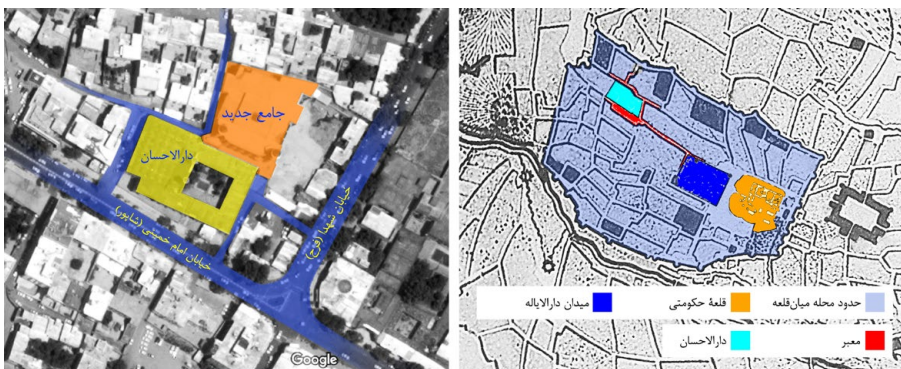 جامع جدید
دارالاحسان
خیابان شهدا (فرح)
خیابان امام خمینی (شاپور)
Google
حدود محله میان‌قلعه
قلعهٔ حکومتی
میدان دارالایاله
معبر
دارالاحسان